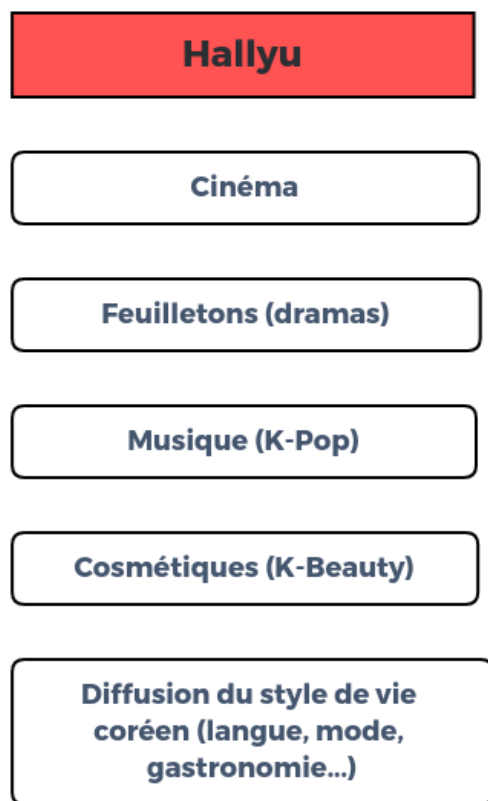 Hallyu
Cinéma
Feuilletons (dramas)
Musique (K-Pop)
Cosmétiques (K-Beauty)
Diffusion du style de vie
coréen (langue, mode,
gastronomie...)